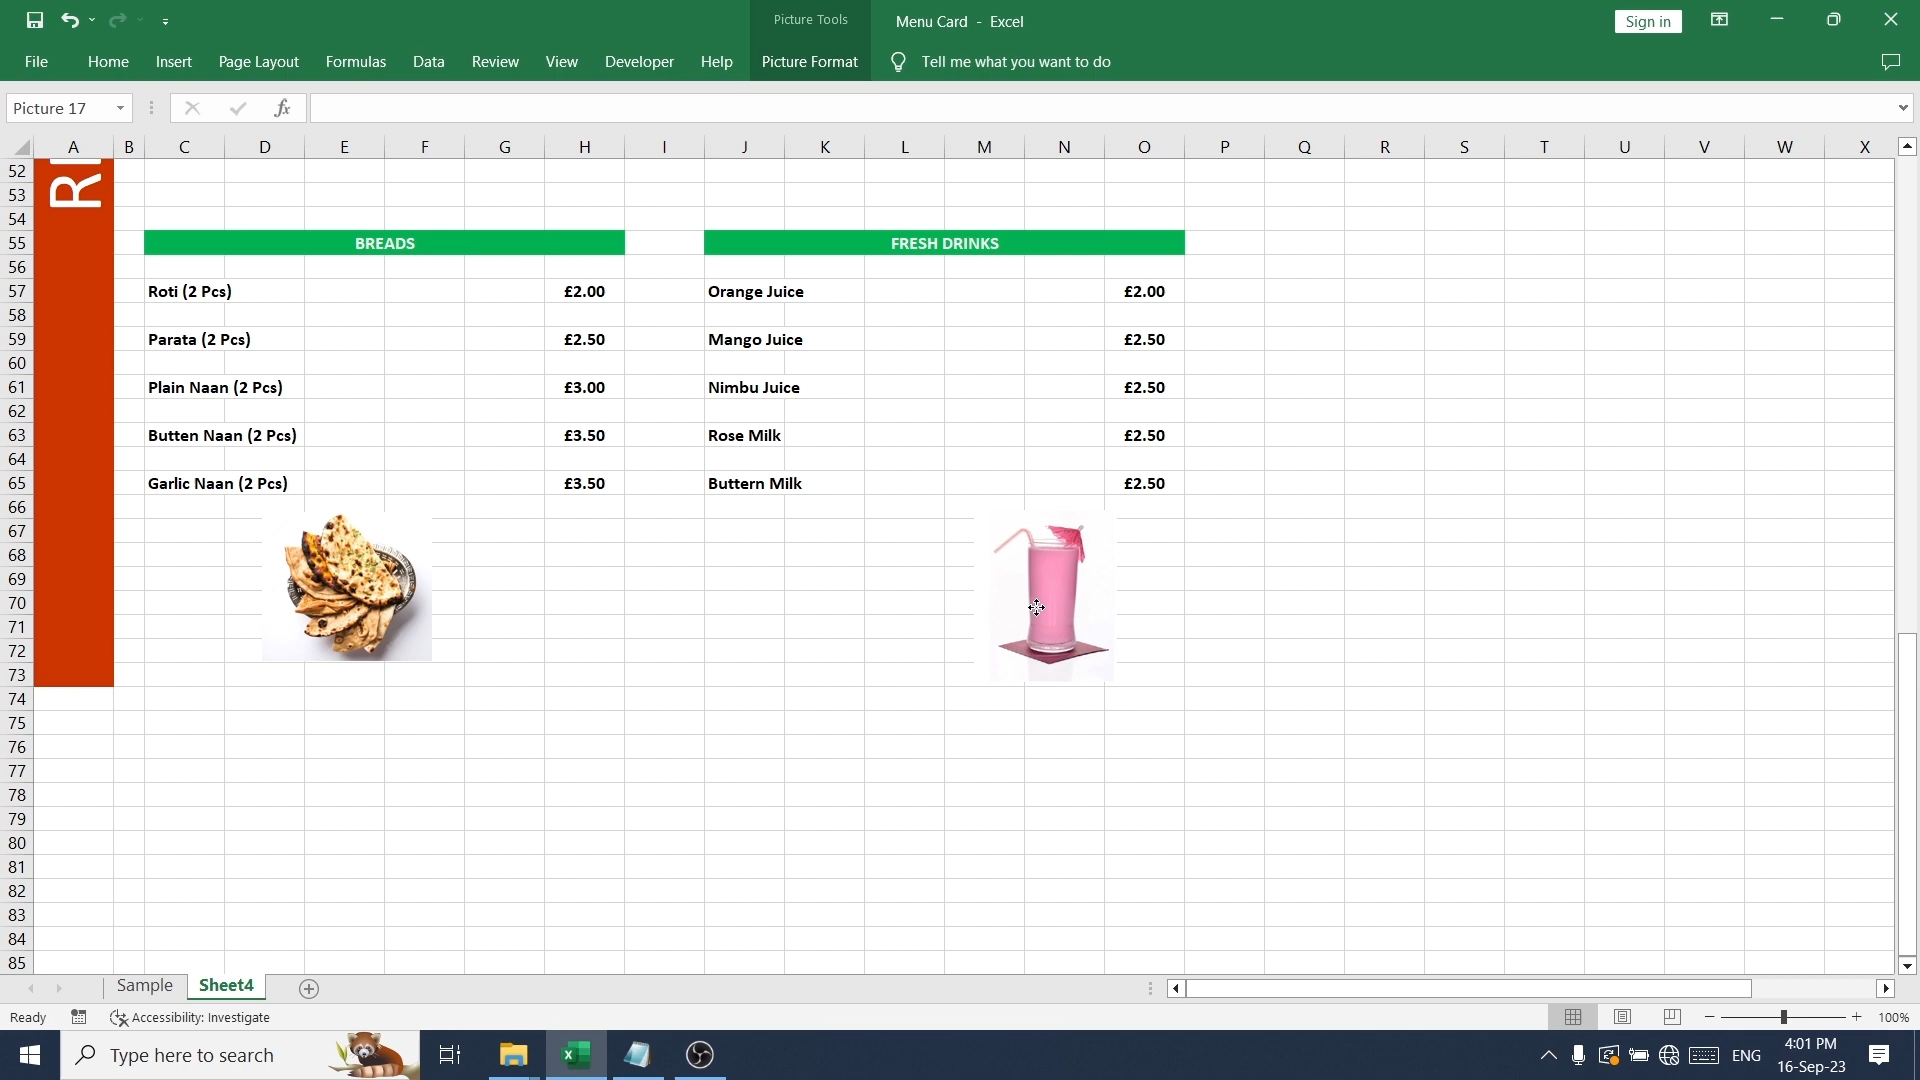 Picture Tools
Menu Card - Excel
Sign in
File Home Insert Page Layout Formulas Data Review View Developer Help Picture Format Tell me what you want to do
Picture 17 fx
A B C D E F G H I J K L M N O P Q R S T U V W X
52 R
53
54
55 BREADS FRESH DRINKS
56
57 Roti (2 Pcs) £2.00 Orange Juice £2.00
58
59 Parata (2 Pcs) £2.50 Mango Juice £2.50
60
61 Plain Naan (2 Pcs) £3.00 Nimbu Juice £2.50
62
63 Butten Naan (2 Pcs) £3.50 Rose Milk £2.50
64
65 Garlic Naan (2 Pcs) £3.50 Buttern Milk £2.50
66
67
68
69
70
71
72
73
74
75
76
77
78
79
80
81
82
83
84
85
Sample Sheet4
Ready Accessibility: Investigate 100%
Type here to search
ENG
4:01 PM
16-Sep-23